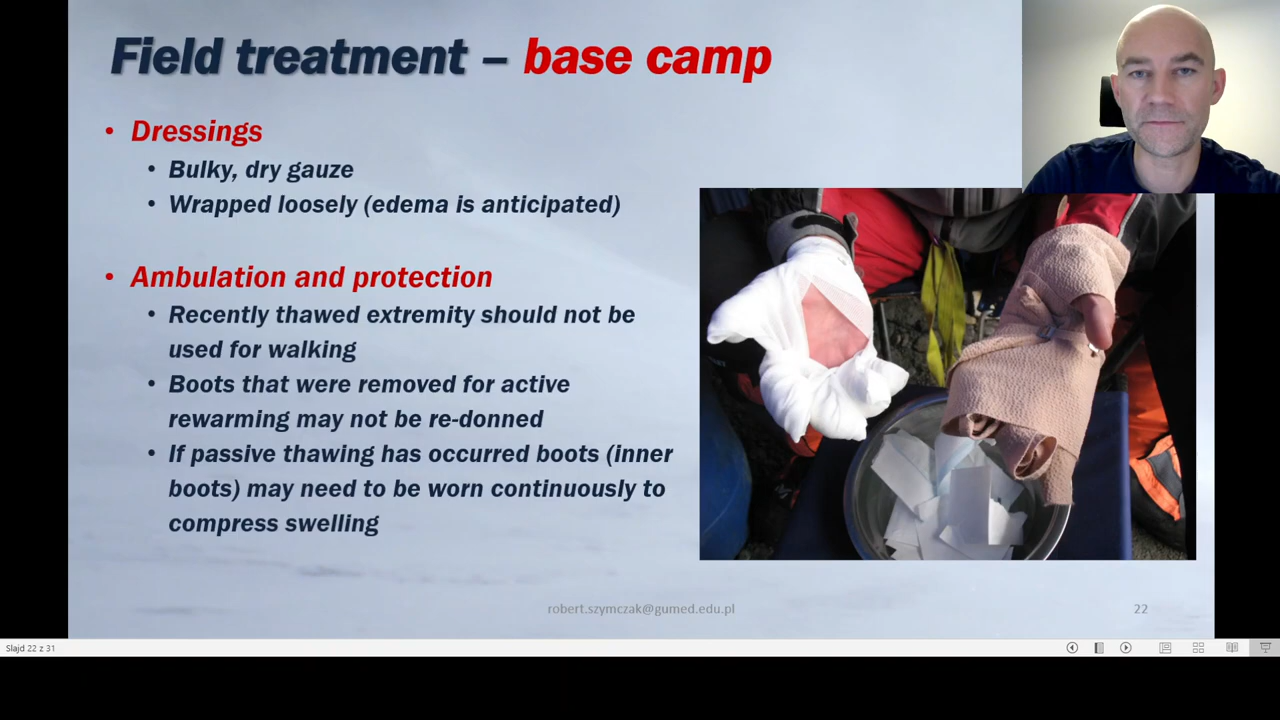 Field treatment – base camp
• Dressings
• Bulky, dry gauze
• Wrapped loosely (edema is anticipated)
• Ambulation and protection
• Recently thawed extremity should not be
used for walking
• Boots that were removed for active
rewarming may not be re-donned
• If passive thawing has occurred boots (inner
boots) may need to be worn continuously to
compress swelling
robert.szymczak@gumed.edu.pl
22
Slajd 22 z 31